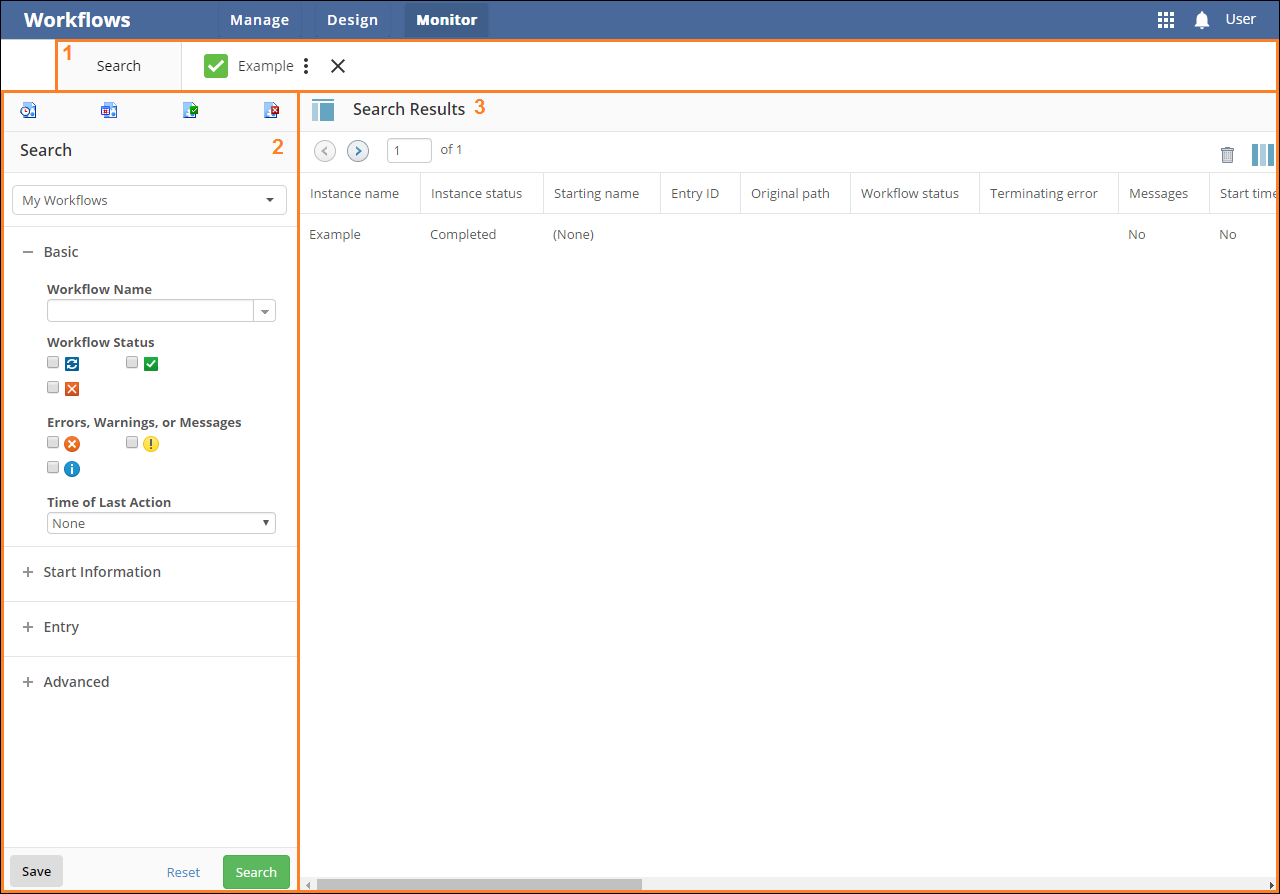 Workflows Manage Design Monitor User
1 Search Example
2
Search
My Workflows
Basic
Workflow Name
Workflow Status
Errors, Warnings, or Messages
Time of Last Action
None
Start Information
Entry
Advanced
Save Reset Search
Search Results 3
1 of 1
Instance name Instance status Starting name Entry ID Original path Workflow status Terminating error Messages Start time
Example Completed (None) No No